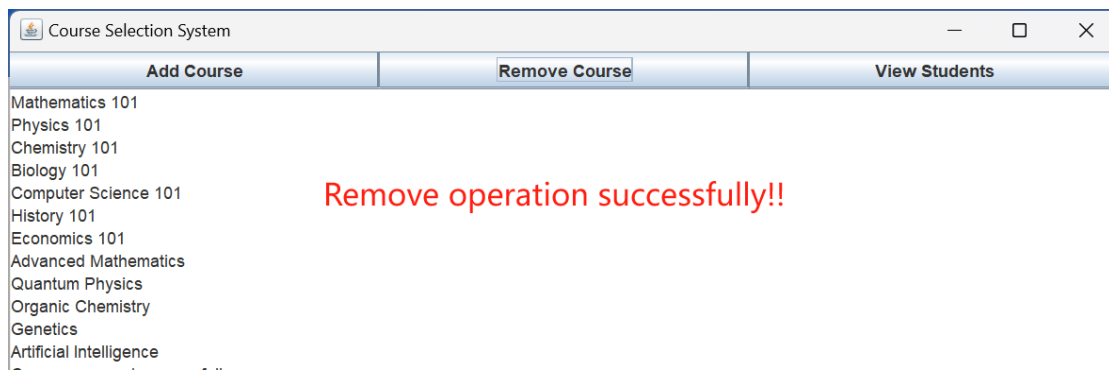 Course Selection System
Add Course Remove Course View Students
Mathematics 101
Physics 101
Chemistry 101
Biology 101
Computer Science 101
Remove operation successfully!!
History 101
Economics 101
Advanced Mathematics
Quantum Physics
Organic Chemistry
Genetics
Artificial Intelligence